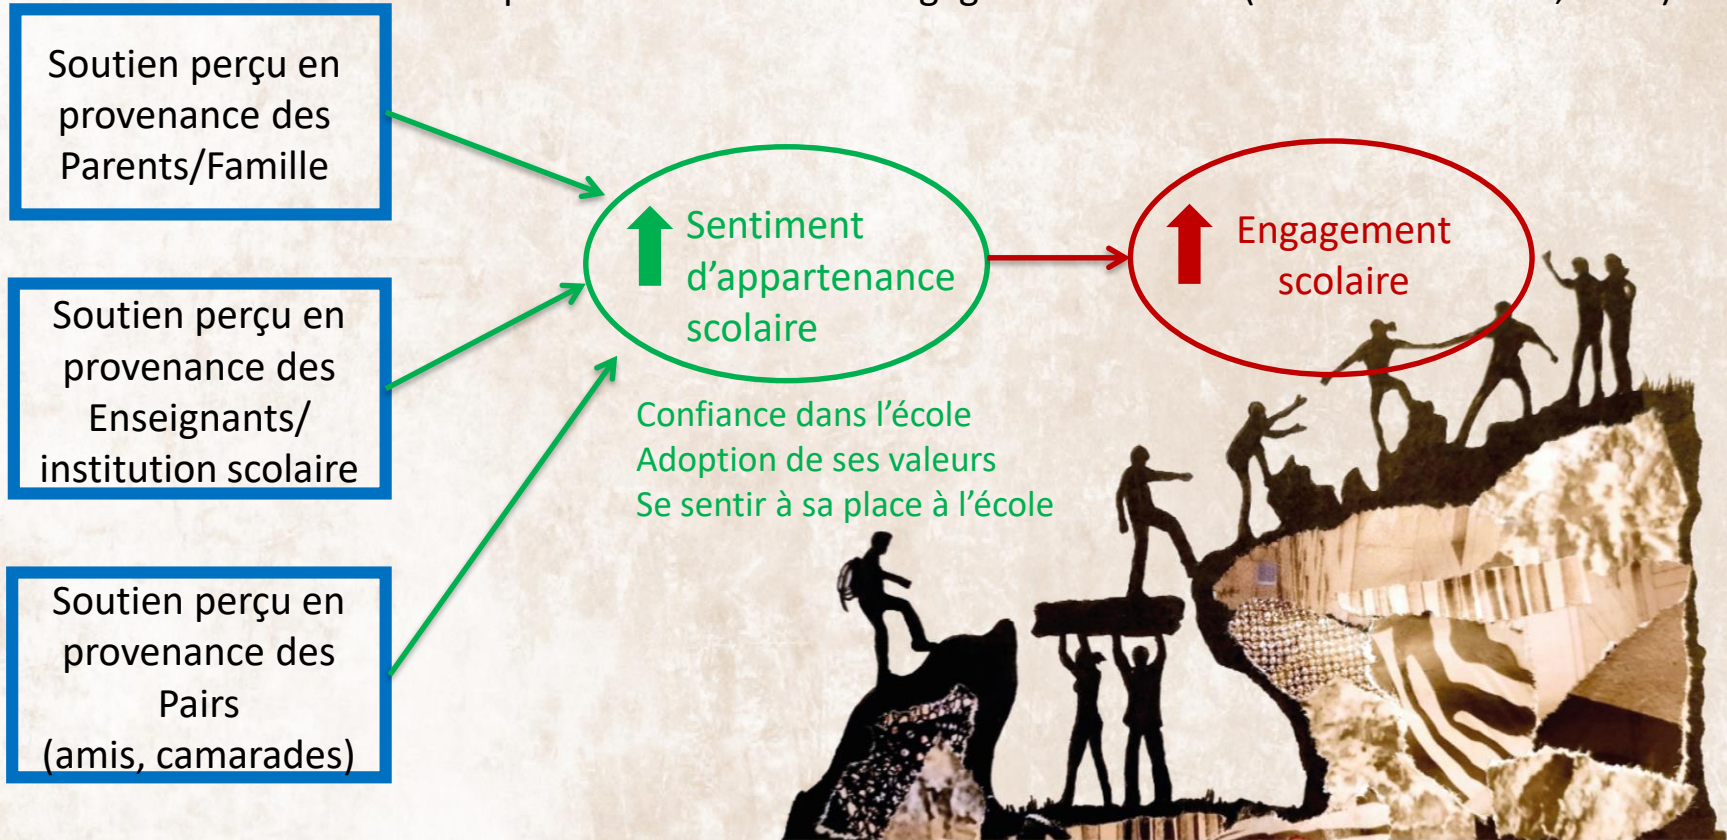 Soutien perçu en
provenance des
Parents/Famille
Soutien perçu en
provenance des
Enseignants/
institution scolaire
Soutien perçu en
provenance des
Pairs
(amis, camarades)
Sentiment
d’appartenance
scolaire
Confiance dans l’école
Adoption de ses valeurs
Se sentir à sa place à l’école
Engagement
scolaire